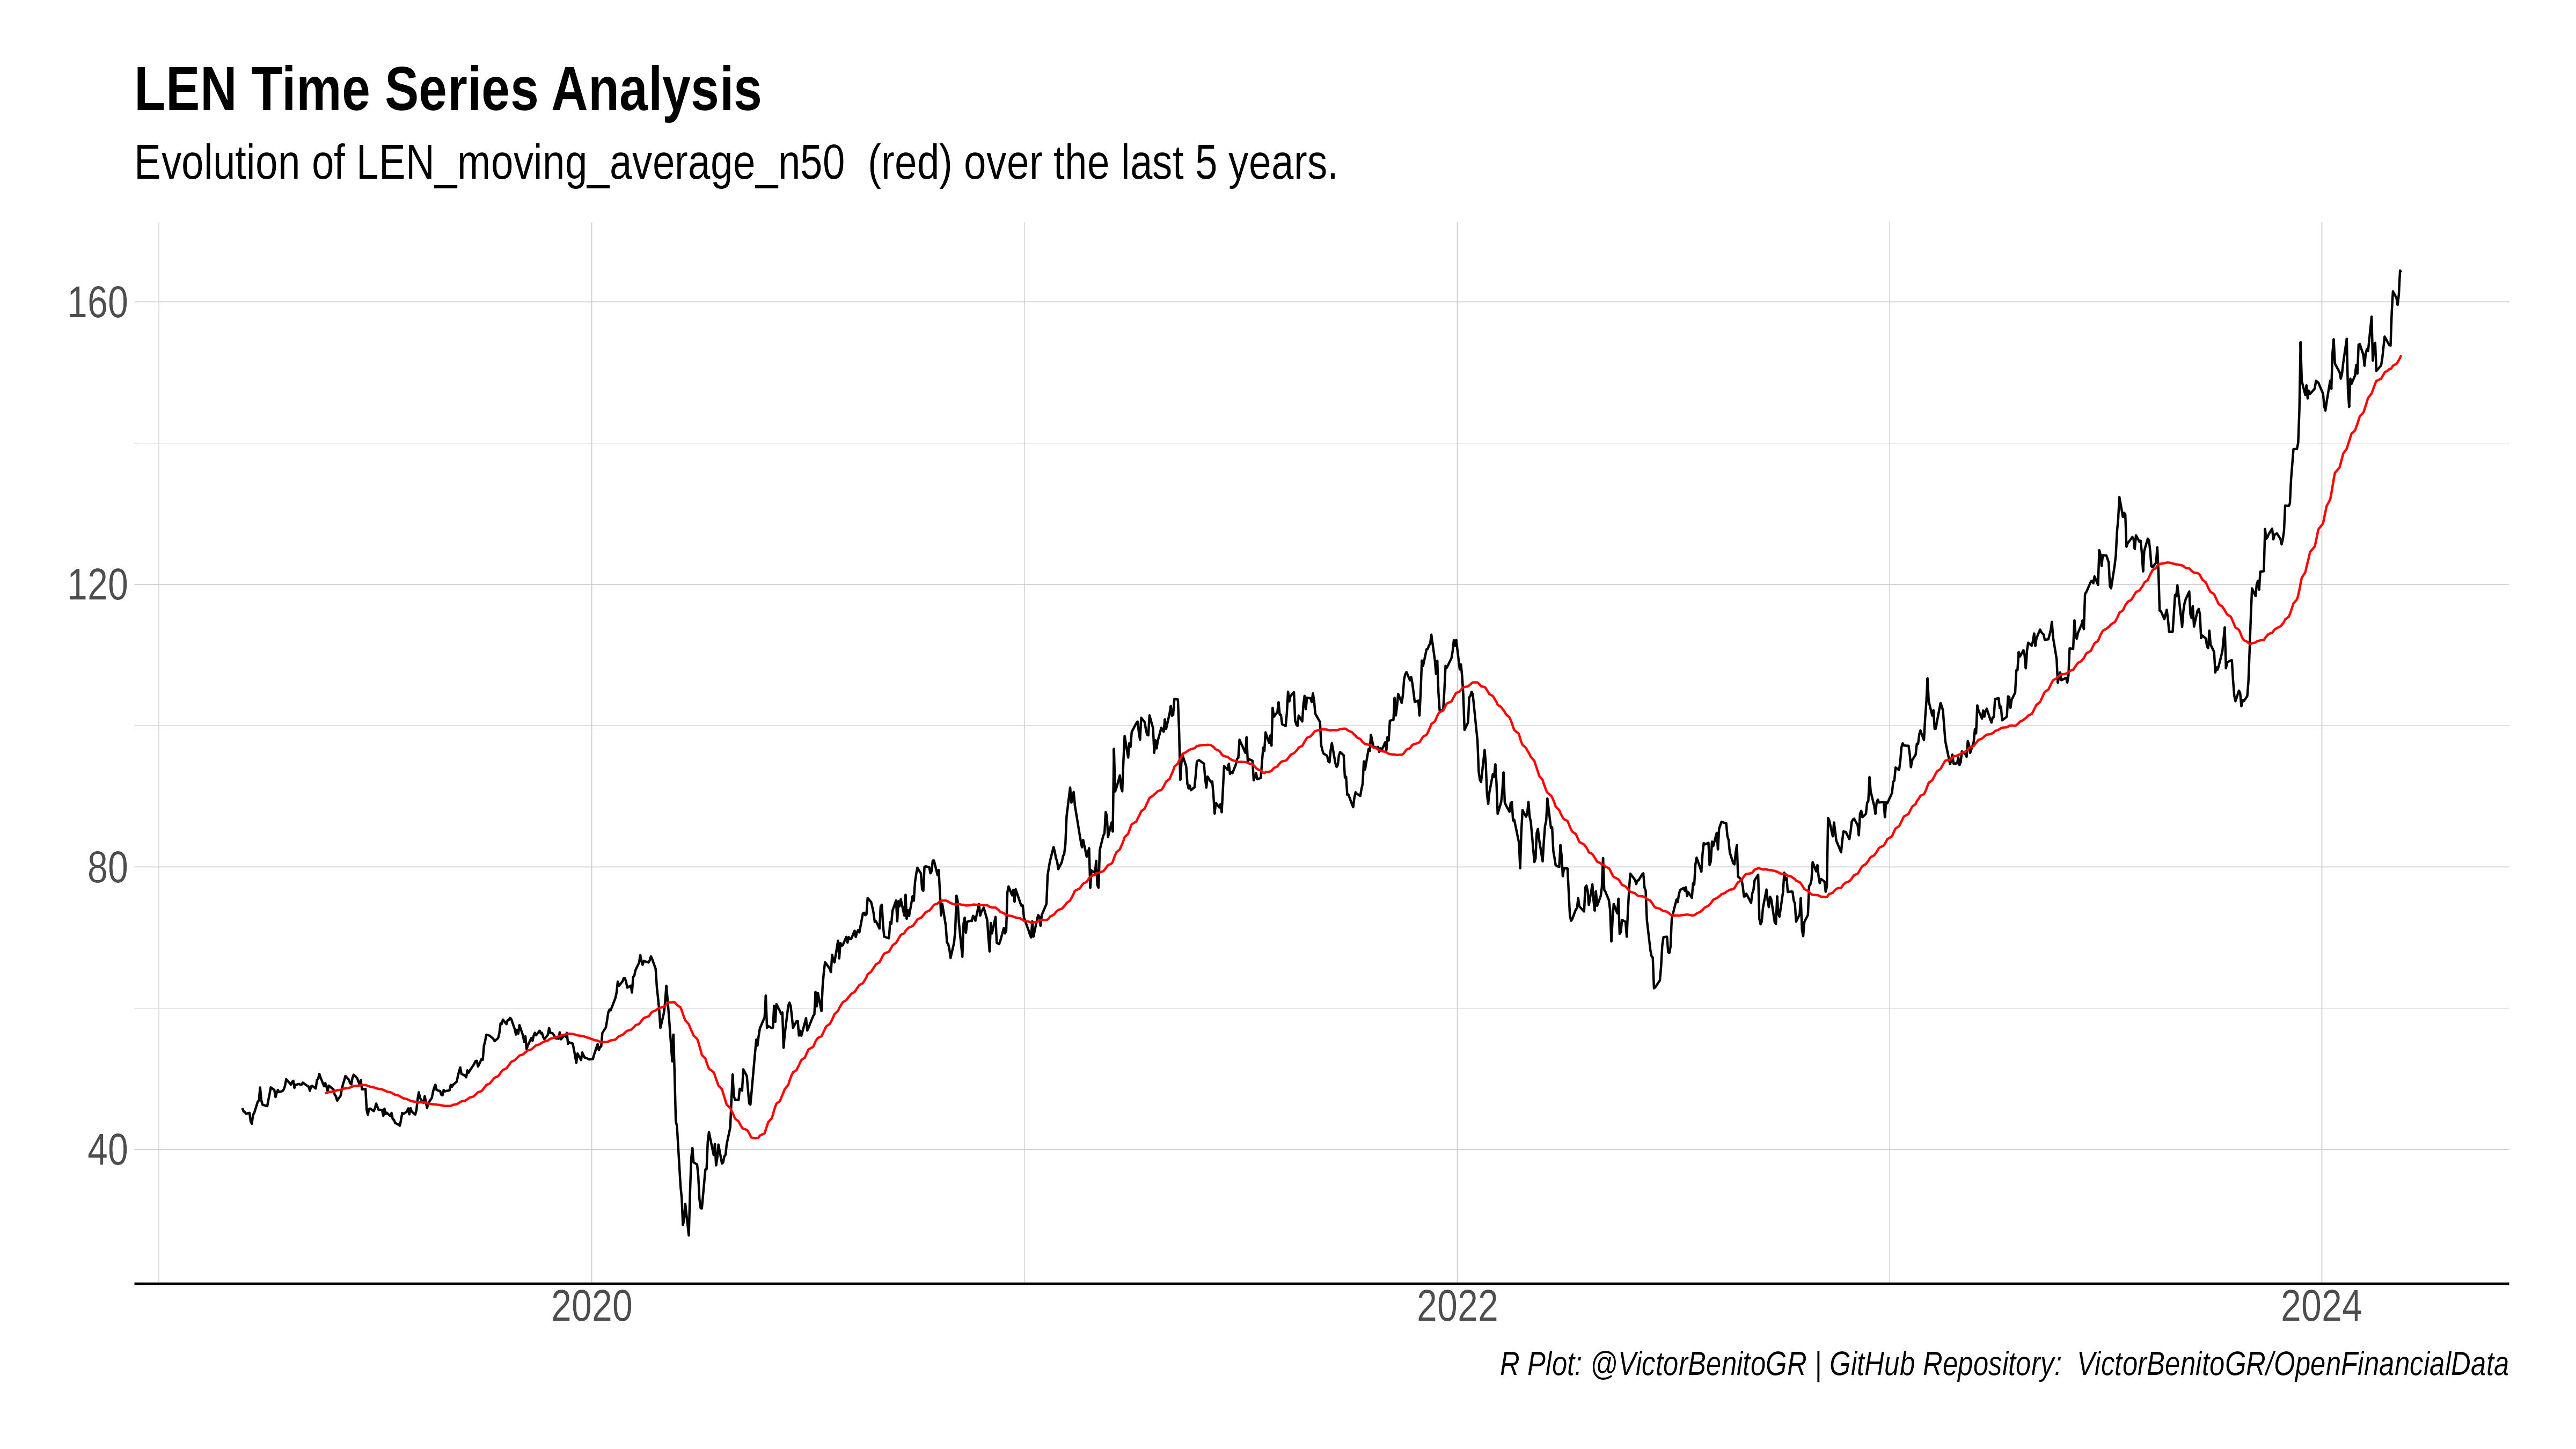 LEN Time Series Analysis
Evolution of LEN_moving_average_n50  (red) over the last 5 years.
160
120
80
40
2020
2022
2024
R Plot: @VictorBenitoGR | GitHub Repository:  VictorBenitoGR/OpenFinancialData